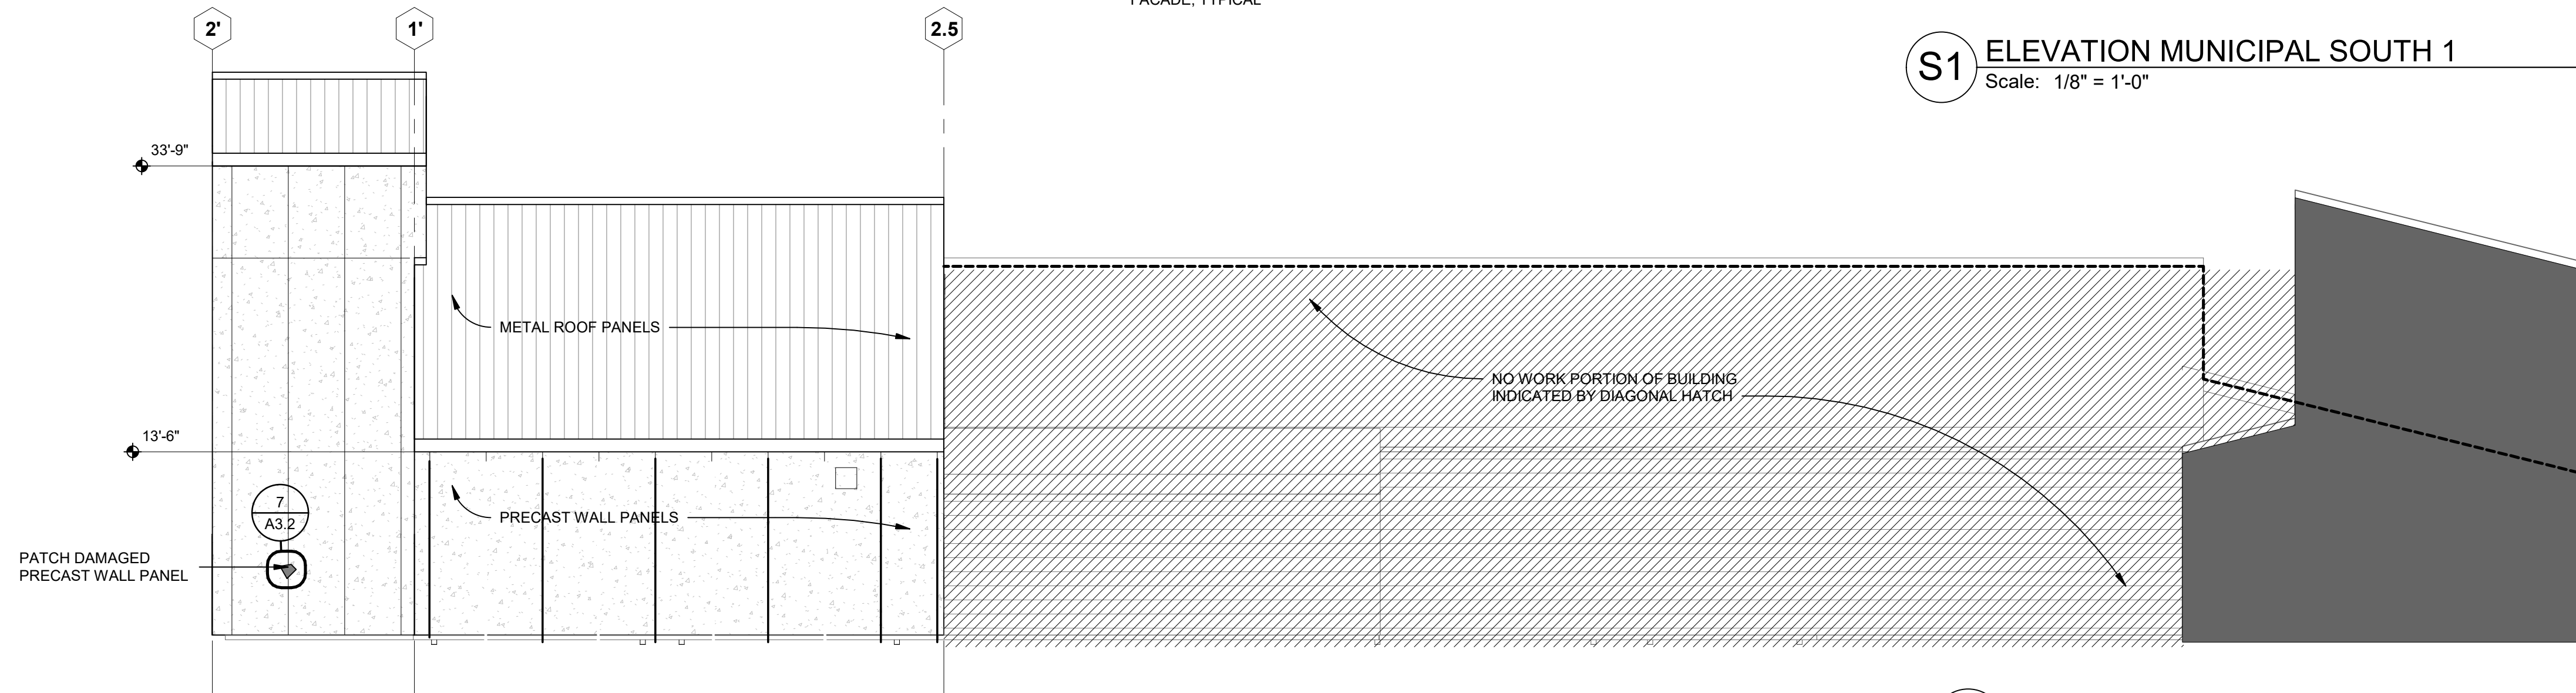 FACADE, TYPICAL
2'
1'
2.5
S1
ELEVATION MUNICIPAL SOUTH 1
Scale: 1/8" = 1'-0"
33'-9"
METAL ROOF PANELS
NO WORK PORTION OF BUILDING
INDICATED BY DIAGONAL HATCH
13'-6"
7
A3.2
PRECAST WALL PANELS
PATCH DAMAGED
PRECAST WALL PANEL